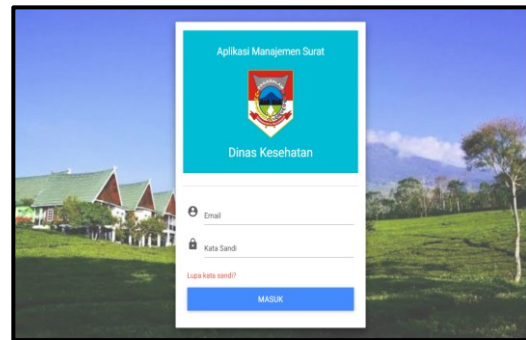 Aplikasi Manajemen Surat
Dinas Kesehatan
Email
Kata Sandi
Lupa kata sandi?
MASUK